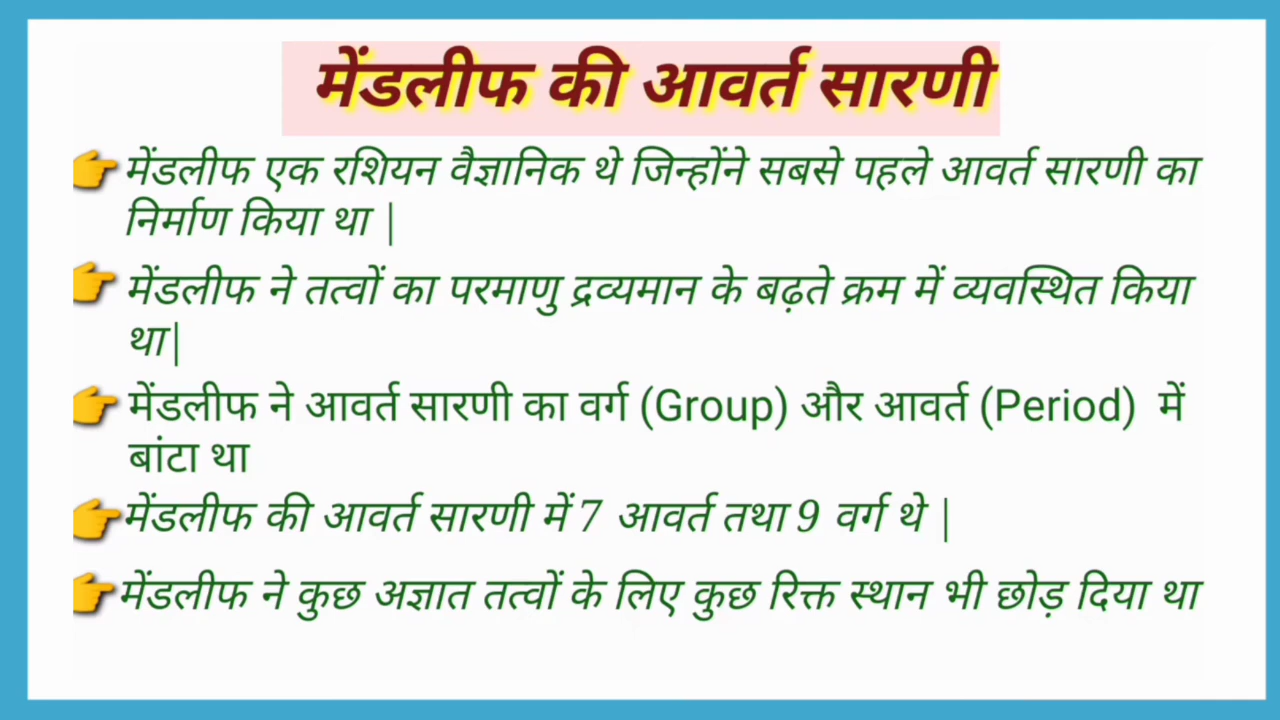 मेंडलीफ की आवर्त सारणी
मेंडलीफ एक रशियन वैज्ञानिक थे जिन्होंने सबसे पहले आवर्त सारणी का
निर्माण किया था |
मेंडलीफ ने तत्वों का परमाणु द्रव्यमान के बढ़ते क्रम में व्यवस्थित किया
था|
मेंडलीफ ने आवर्त सारणी का वर्ग (Group) और आवर्त (Period) में
बांटा था
मेंडलीफ की आवर्त सारणी में 7 आवर्त तथा 9 वर्ग थे |
मेंडलीफ ने कुछ अज्ञात तत्वों के लिए कुछ रिक्त स्थान भी छोड़ दिया था